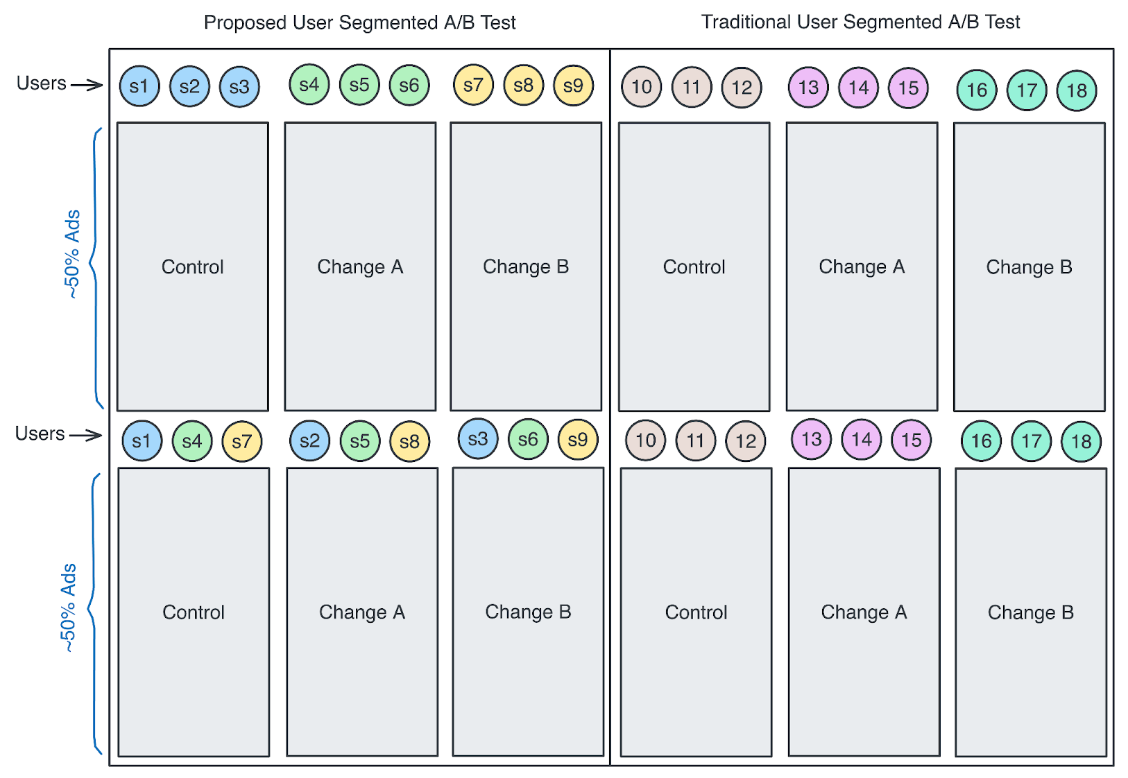 Proposed User Segmented A/B Test
Traditional User Segmented A/B Test
Users
s1 s2 s3 s4 s5 s6 s7 s8 s9 10 11 12 13 14 15 16 17 18
~50% Ads
Control Change A Change B Control Change A Change B
Users
s1 s4 s7 s2 s5 s8 s3 s6 s9 10 11 12 13 14 15 16 17 18
~50% Ads
Control Change A Change B Control Change A Change B